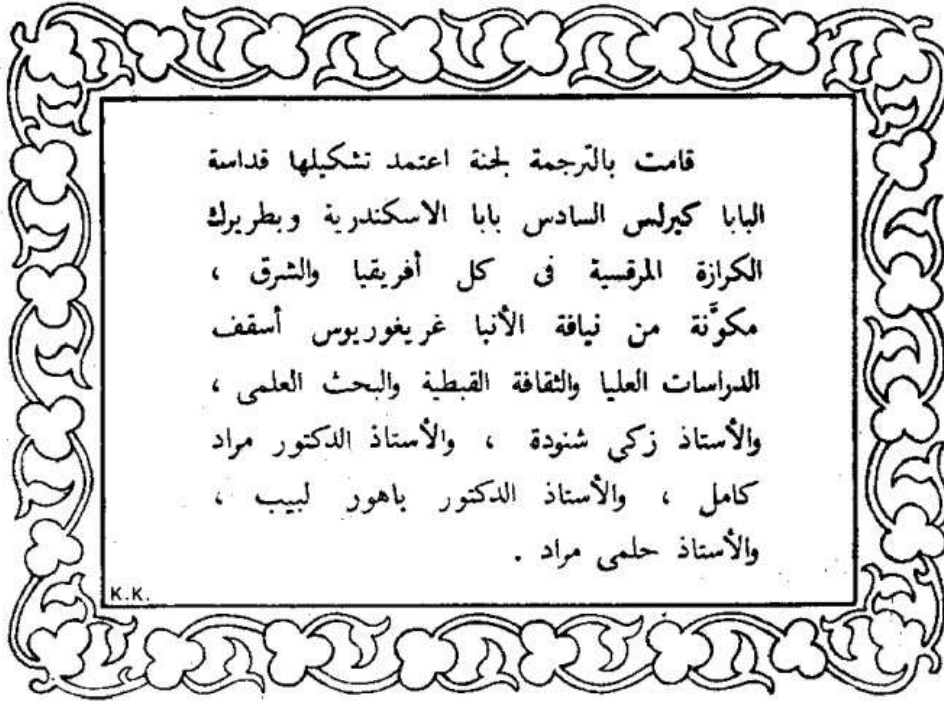 قامت بالترجمة لجنة اعتمد تشكيلها قداسة
البابا كيرلس السادس بابا الاسكندرية وبطريرك
الكرازة المرقسية فى كل أفريقيا والشرق ،
مكوَّنة من نيافة الأنبا غريغوريوس أسقف
الدراسات العليا والثقافة القبطية والبحث العلمى ،
والأستاذ زكى شنودة ، والأستاذ الدكتور مراد
كامل ، والأستاذ الدكتور باهور لبيب ،
والأستاذ حلمى مراد .
K.K.